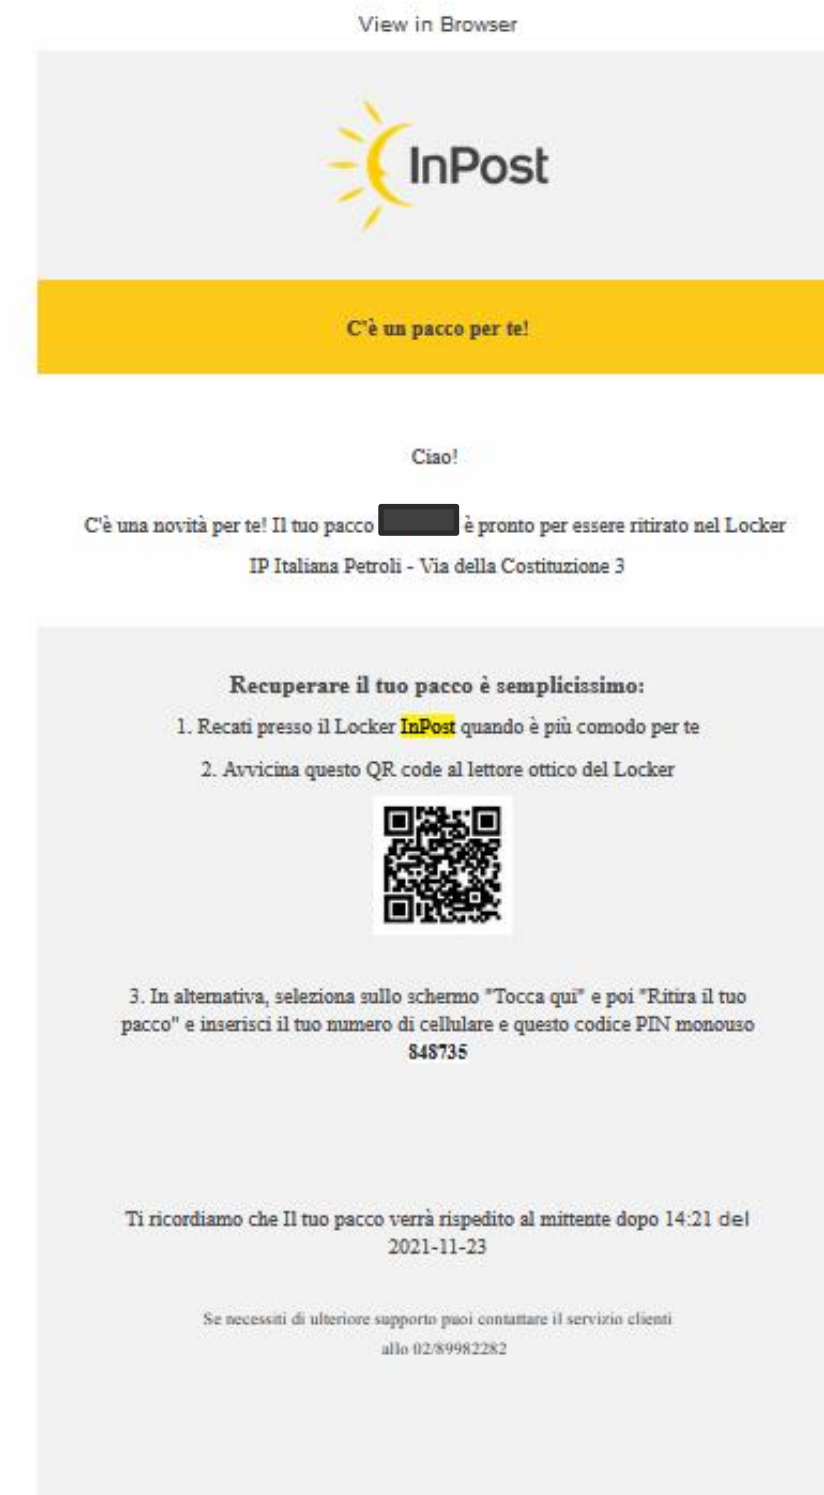 View in Browser
InPost
C'è un pacco per te!
Ciao!
C'è una novità per te! Il tuo pacco è pronto per essere ritirato nel Locker
IP Italiana Petroli - Via della Costituzione 3
Recuperare il tuo pacco è semplicissimo:
1. Recati presso il Locker InPost quando è più comodo per te
2. Avvicina questo QR code al lettore ottico del Locker
3. In alternativa, seleziona sullo schermo "Tocca qui" e poi "Ritira il tuo
pacco" e inserisci il tuo numero di cellulare e questo codice PIN monouso
848735
Ti ricordiamo che Il tuo pacco verrà rispedito al mittente dopo 14:21 del
2021-11-23
Se necessiti di ulteriore supporto puoi contattare il servizio clienti
allo 02/89982282